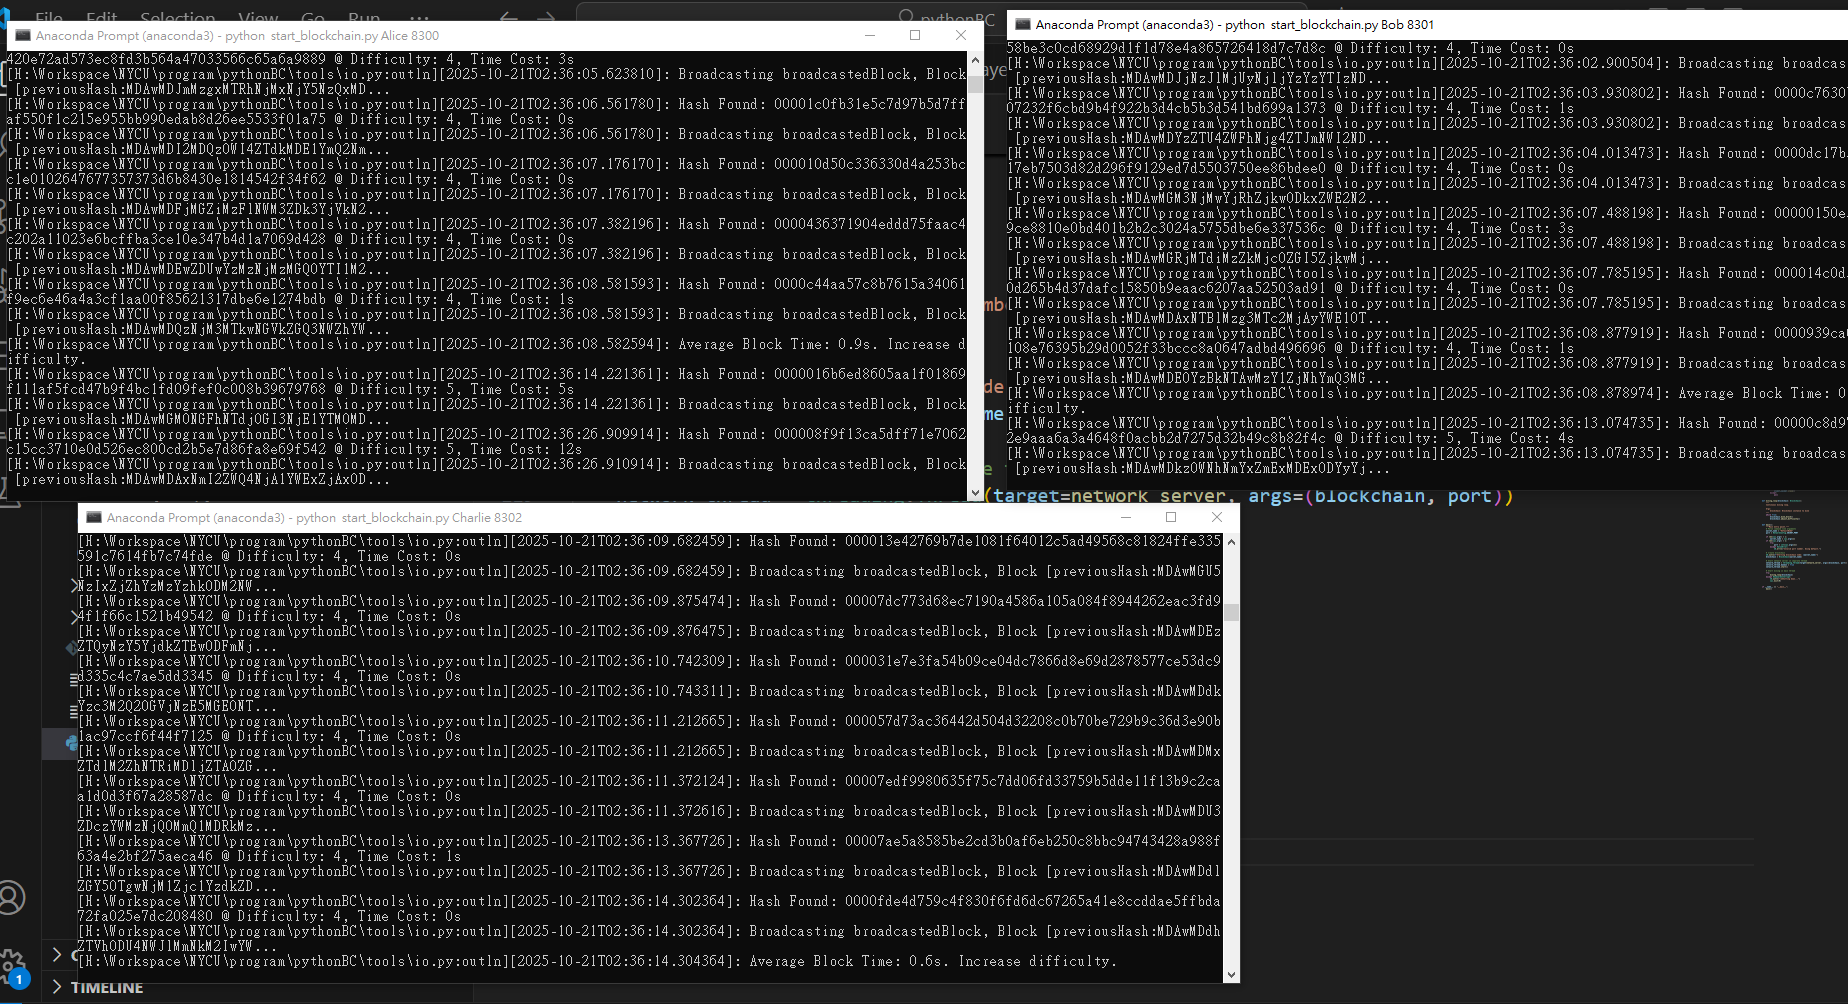 File Edit Selection View Go Run ...
pythonBC
Anaconda Prompt (anaconda3) - python start_blockchain.py Alice 8300
420e72ad573ec8fd3b564a47033566c65a6a9889 @ Difficulty: 4, Time Cost: 3s
[H:\Workspace\NYCU\program\pythonBC\tools\io.py:outln][2025-10-21T02:36:05.623810]: Broadcasting broadcastedBlock, Block
[previousHash:MDAwMDJmMzgxMTRhNjMxNjY5NzQxMD...
[H:\Workspace\NYCU\program\pythonBC\tools\io.py:outln][2025-10-21T02:36:06.561780]: Hash Found: 00001c0fb31e5c7d97b5d7ff
af550f1c215e955bb990edab8d26ee5533f01a75 @ Difficulty: 4, Time Cost: 0s
[H:\Workspace\NYCU\program\pythonBC\tools\io.py:outln][2025-10-21T02:36:06.561780]: Broadcasting broadcastedBlock, Block
[previousHash:MDAwMDI2MDQzOWI4ZTdkMDE1YmQ2Nm...
[H:\Workspace\NYCU\program\pythonBC\tools\io.py:outln][2025-10-21T02:36:07.176170]: Hash Found: 000010d50c336330d4a253bc
c1e0102647677357373d6b8430e1814542f34f62 @ Difficulty: 4, Time Cost: 0s
[H:\Workspace\NYCU\program\pythonBC\tools\io.py:outln][2025-10-21T02:36:07.176170]: Broadcasting broadcastedBlock, Block
[previousHash:MDAwMDFjMGZiMzFlNWM3ZDk3YjVkN2...
[H:\Workspace\NYCU\program\pythonBC\tools\io.py:outln][2025-10-21T02:36:07.382196]: Hash Found: 0000436371904eddd75faac4
c202a11023e6bcffba3ce10e347b4d1a7069d428 @ Difficulty: 4, Time Cost: 0s
[H:\Workspace\NYCU\program\pythonBC\tools\io.py:outln][2025-10-21T02:36:07.382196]: Broadcasting broadcastedBlock, Block
[previousHash:MDAwMDEwZDUwYzMzNjMzMGQ0YTI1M2...
[H:\Workspace\NYCU\program\pythonBC\tools\io.py:outln][2025-10-21T02:36:08.581593]: Hash Found: 0000c44aa57c8b7615a34061
f9ec6e46a4a3cf1aa00f85621317dbe6e1274bdb @ Difficulty: 4, Time Cost: 1s
[H:\Workspace\NYCU\program\pythonBC\tools\io.py:outln][2025-10-21T02:36:08.581593]: Broadcasting broadcastedBlock, Block
[previousHash:MDAwMDQzNjM3MTkwNGVkZGQ3NWZhYW...
[H:\Workspace\NYCU\program\pythonBC\tools\io.py:outln][2025-10-21T02:36:08.582594]: Average Block Time: 0.9s. Increase d
ifficulty.
[H:\Workspace\NYCU\program\pythonBC\tools\io.py:outln][2025-10-21T02:36:14.221361]: Hash Found: 0000016b6ed8605aa1f01869
f111af5fcd47b9f4bc1fd09fef0c008b39679768 @ Difficulty: 5, Time Cost: 5s
[H:\Workspace\NYCU\program\pythonBC\tools\io.py:outln][2025-10-21T02:36:14.221361]: Broadcasting broadcastedBlock, Block
[previousHash:MDAwMGM0NGFhNTdjOGI3NjE1YTM0MD...
[H:\Workspace\NYCU\program\pythonBC\tools\io.py:outln][2025-10-21T02:36:26.909914]: Hash Found: 000008f9f13ca5dff71e7062
c15cc3710e0d526ec800cd2b5e7d86fa8e69f542 @ Difficulty: 5, Time Cost: 12s
[H:\Workspace\NYCU\program\pythonBC\tools\io.py:outln][2025-10-21T02:36:26.910914]: Broadcasting broadcastedBlock, Block
[previousHash:MDAwMDAxNmI2ZWQ4NjA1YWExZjAxOD...
Anaconda Prompt (anaconda3) - python start_blockchain.py Bob 8301
58be3c0cd68929d1f1d78e4a865726418d7c7d8c @ Difficulty: 4, Time Cost: 0s
[H:\Workspace\NYCU\program\pythonBC\tools\io.py:outln][2025-10-21T02:36:02.900504]: Broadcasting broadcas
[previousHash:MDAwMDJjNzJlMjUyNjljYzYzYTIzND...
[H:\Workspace\NYCU\program\pythonBC\tools\io.py:outln][2025-10-21T02:36:03.930802]: Hash Found: 0000c7630
07232f6cbd9b4f922b3d4cb5b3d541bd699a1373 @ Difficulty: 4, Time Cost: 1s
[H:\Workspace\NYCU\program\pythonBC\tools\io.py:outln][2025-10-21T02:36:03.930802]: Broadcasting broadcas
[previousHash:MDAwMDYzZTU4ZWFhNjg4ZTJmNWI2ND...
[H:\Workspace\NYCU\program\pythonBC\tools\io.py:outln][2025-10-21T02:36:04.013473]: Hash Found: 0000dc17b
17eb7503d82d296f9129ed7d5503750ee86bdee0 @ Difficulty: 4, Time Cost: 0s
[H:\Workspace\NYCU\program\pythonBC\tools\io.py:outln][2025-10-21T02:36:04.013473]: Broadcasting broadcas
[previousHash:MDAwMGM3NjMwYjRhZjkwODkxZWE2N2...
[H:\Workspace\NYCU\program\pythonBC\tools\io.py:outln][2025-10-21T02:36:07.488198]: Hash Found: 00000150e
9ce8810e0bd401b2b2c3024a5755dbe6e337536c @ Difficulty: 4, Time Cost: 3s
[H:\Workspace\NYCU\program\pythonBC\tools\io.py:outln][2025-10-21T02:36:07.488198]: Broadcasting broadcas
[previousHash:MDAwMGRjMTdiMzZkMjc0ZGI5ZjkwMj...
[H:\Workspace\NYCU\program\pythonBC\tools\io.py:outln][2025-10-21T02:36:07.785195]: Hash Found: 000014c0d
0d265b4d37dafc15850b9eaac6207aa52503ad91 @ Difficulty: 4, Time Cost: 0s
[H:\Workspace\NYCU\program\pythonBC\tools\io.py:outln][2025-10-21T02:36:07.785195]: Broadcasting broadcas
[previousHash:MDAwMDAxNTBlMzg3MTc2MjAyYWE1OT...
[H:\Workspace\NYCU\program\pythonBC\tools\io.py:outln][2025-10-21T02:36:08.877919]: Hash Found: 0000939ca
108e76395b29d0052f33bccc8a0647adbd496696 @ Difficulty: 4, Time Cost: 1s
[H:\Workspace\NYCU\program\pythonBC\tools\io.py:outln][2025-10-21T02:36:08.877919]: Broadcasting broadcas
[previousHash:MDAwMDE0YzBkNTAwMzY1ZjNhYmQ3MG...
[H:\Workspace\NYCU\program\pythonBC\tools\io.py:outln][2025-10-21T02:36:08.878974]: Average Block Time: 0
ifficulty.
[H:\Workspace\NYCU\program\pythonBC\tools\io.py:outln][2025-10-21T02:36:13.074735]: Hash Found: 00000c8d9
2e9aaa6a3a4648f0acbb2d7275d32b49c8b82f4c @ Difficulty: 5, Time Cost: 4s
[H:\Workspace\NYCU\program\pythonBC\tools\io.py:outln][2025-10-21T02:36:13.074735]: Broadcasting broadcas
[previousHash:MDAwMDkzOWNhNmYxZmExMDExODYyYj...
(target=network_server, args=(blockchain, port))
Anaconda Prompt (anaconda3) - python start_blockchain.py Charlie 8302
[H:\Workspace\NYCU\program\pythonBC\tools\io.py:outln][2025-10-21T02:36:09.682459]: Hash Found: 000013e42769b7de1081f64012c5ad49568c81824ffe335
591c7614fb7c74fde @ Difficulty: 4, Time Cost: 0s
[H:\Workspace\NYCU\program\pythonBC\tools\io.py:outln][2025-10-21T02:36:09.682459]: Broadcasting broadcastedBlock, Block [previousHash:MDAwMGU5
NzIxZjZhYzMzYzhkODM2NW...
[H:\Workspace\NYCU\program\pythonBC\tools\io.py:outln][2025-10-21T02:36:09.875474]: Hash Found: 00007dc773d68ec7190a4586a105a084f8944262eac3fd9
4f1f66c1521b49542 @ Difficulty: 4, Time Cost: 0s
[H:\Workspace\NYCU\program\pythonBC\tools\io.py:outln][2025-10-21T02:36:09.876475]: Broadcasting broadcastedBlock, Block [previousHash:MDAwMDEz
ZTQyNzY5YjdkZTEwODFmNj...
[H:\Workspace\NYCU\program\pythonBC\tools\io.py:outln][2025-10-21T02:36:10.742309]: Hash Found: 000031e7e3fa54b09ce04dc7866d8e69d2878577ce53dc9
d335c4c7ae5dd3345 @ Difficulty: 4, Time Cost: 0s
[H:\Workspace\NYCU\program\pythonBC\tools\io.py:outln][2025-10-21T02:36:10.743311]: Broadcasting broadcastedBlock, Block [previousHash:MDAwMDdk
Yzc3M2Q2OGVjNzE5MGE0NT...
[H:\Workspace\NYCU\program\pythonBC\tools\io.py:outln][2025-10-21T02:36:11.212665]: Hash Found: 000057d73ac36442d504d32208c0b70be729b9c36d3e90b
1ac97ccf6f44f7125 @ Difficulty: 4, Time Cost: 0s
[H:\Workspace\NYCU\program\pythonBC\tools\io.py:outln][2025-10-21T02:36:11.212665]: Broadcasting broadcastedBlock, Block [previousHash:MDAwMDMx
ZTdlM2ZhNTRiMDljZTA0ZG...
[H:\Workspace\NYCU\program\pythonBC\tools\io.py:outln][2025-10-21T02:36:11.372124]: Hash Found: 00007edf9980635f75c7dd06fd33759b5dde11f13b9c2ca
a1d0d3f67a28587dc @ Difficulty: 4, Time Cost: 0s
[H:\Workspace\NYCU\program\pythonBC\tools\io.py:outln][2025-10-21T02:36:11.372616]: Broadcasting broadcastedBlock, Block [previousHash:MDAwMDU3
ZDczYWMzNjQ0MmQ1MDRkMz...
[H:\Workspace\NYCU\program\pythonBC\tools\io.py:outln][2025-10-21T02:36:13.367726]: Hash Found: 00007ae5a8585be2cd3b0af6eb250c8bbc94743428a988f
63a4e2bf275aeca46 @ Difficulty: 4, Time Cost: 1s
[H:\Workspace\NYCU\program\pythonBC\tools\io.py:outln][2025-10-21T02:36:13.367726]: Broadcasting broadcastedBlock, Block [previousHash:MDAwMDdl
ZGY5OTgwNjM1Zjc1YzdkZD...
[H:\Workspace\NYCU\program\pythonBC\tools\io.py:outln][2025-10-21T02:36:14.302364]: Hash Found: 0000fde4d759c4f830f6fd6dc67265a41e8ccddae5ffbda
72fa025e7dc208480 @ Difficulty: 4, Time Cost: 0s
[H:\Workspace\NYCU\program\pythonBC\tools\io.py:outln][2025-10-21T02:36:14.302364]: Broadcasting broadcastedBlock, Block [previousHash:MDAwMDdh
ZTVhODU4NWJlMmNkM2IwYW...
[H:\Workspace\NYCU\program\pythonBC\tools\io.py:outln][2025-10-21T02:36:14.304364]: Average Block Time: 0.6s. Increase difficulty.
1
TIMELINE